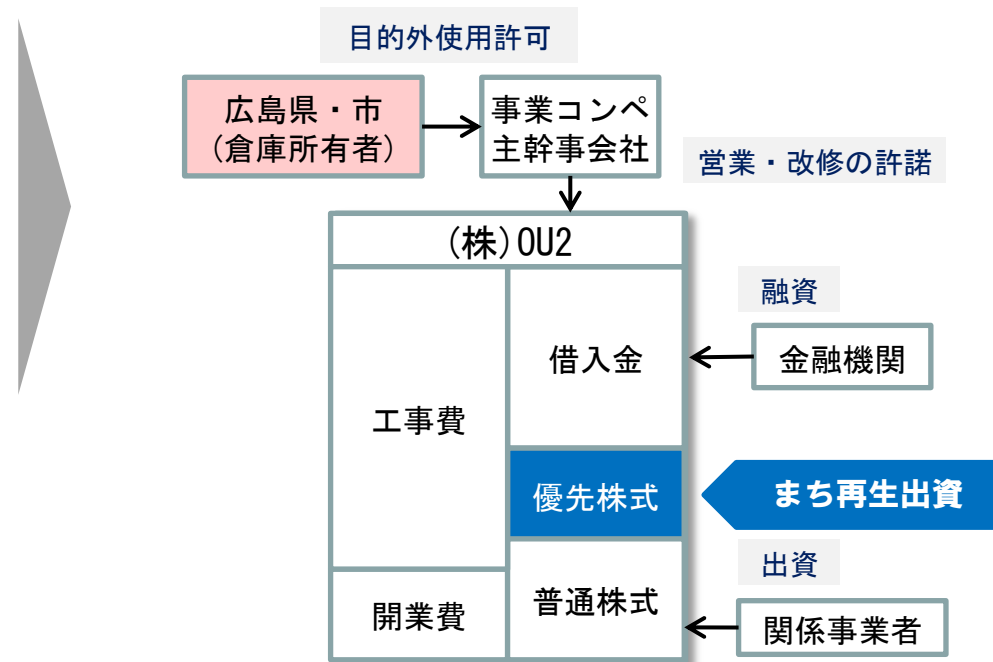 目的外使用許可
広島県・市
(倉庫所有者)
事業コンペ
主幹事会社
営業・改修の許諾
(株)OU2
融資
借入金
金融機関
工事費
優先株式
まち再生出資
出資
普通株式
開業費
関係事業者